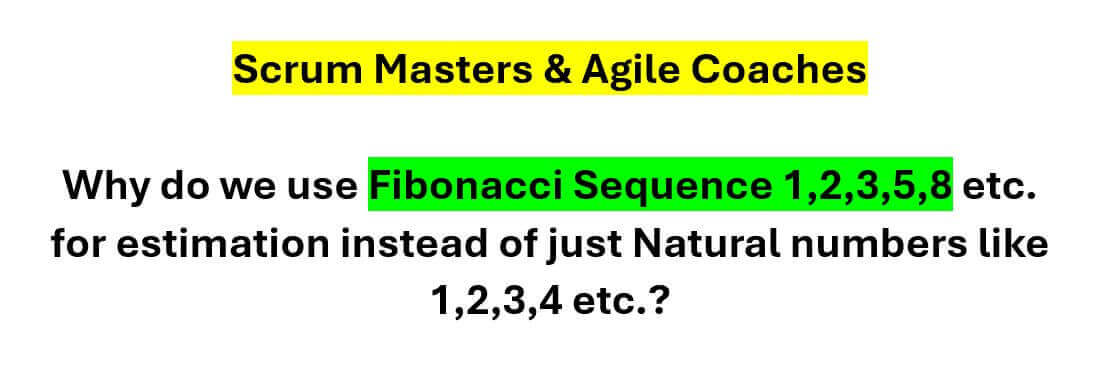 Scrum Masters & Agile Coaches
Why do we use Fibonacci Sequence 1,2,3,5,8 etc.
for estimation instead of just Natural numbers like
1,2,3,4 etc.?